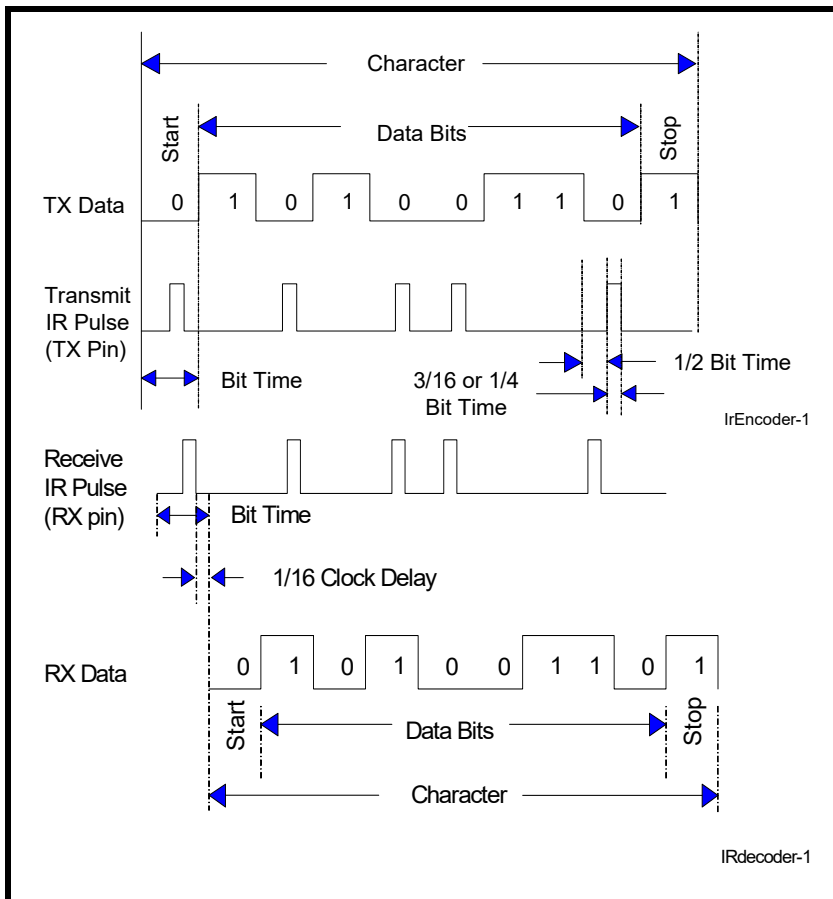 Character
Start
Data Bits
Stop
TX Data
0 1 0 1 0 0 1 1 0 1
Transmit
IR Pulse
(TX Pin)
Bit Time
1/2 Bit Time
3/16 or 1/4
Bit Time
IrEncoder-1
Receive
IR Pulse
(RX pin)
Bit Time
1/16 Clock Delay
RX Data
0 1 0 1 0 0 1 1 0 1
Start
Data Bits
Stop
Character
IRdecoder-1